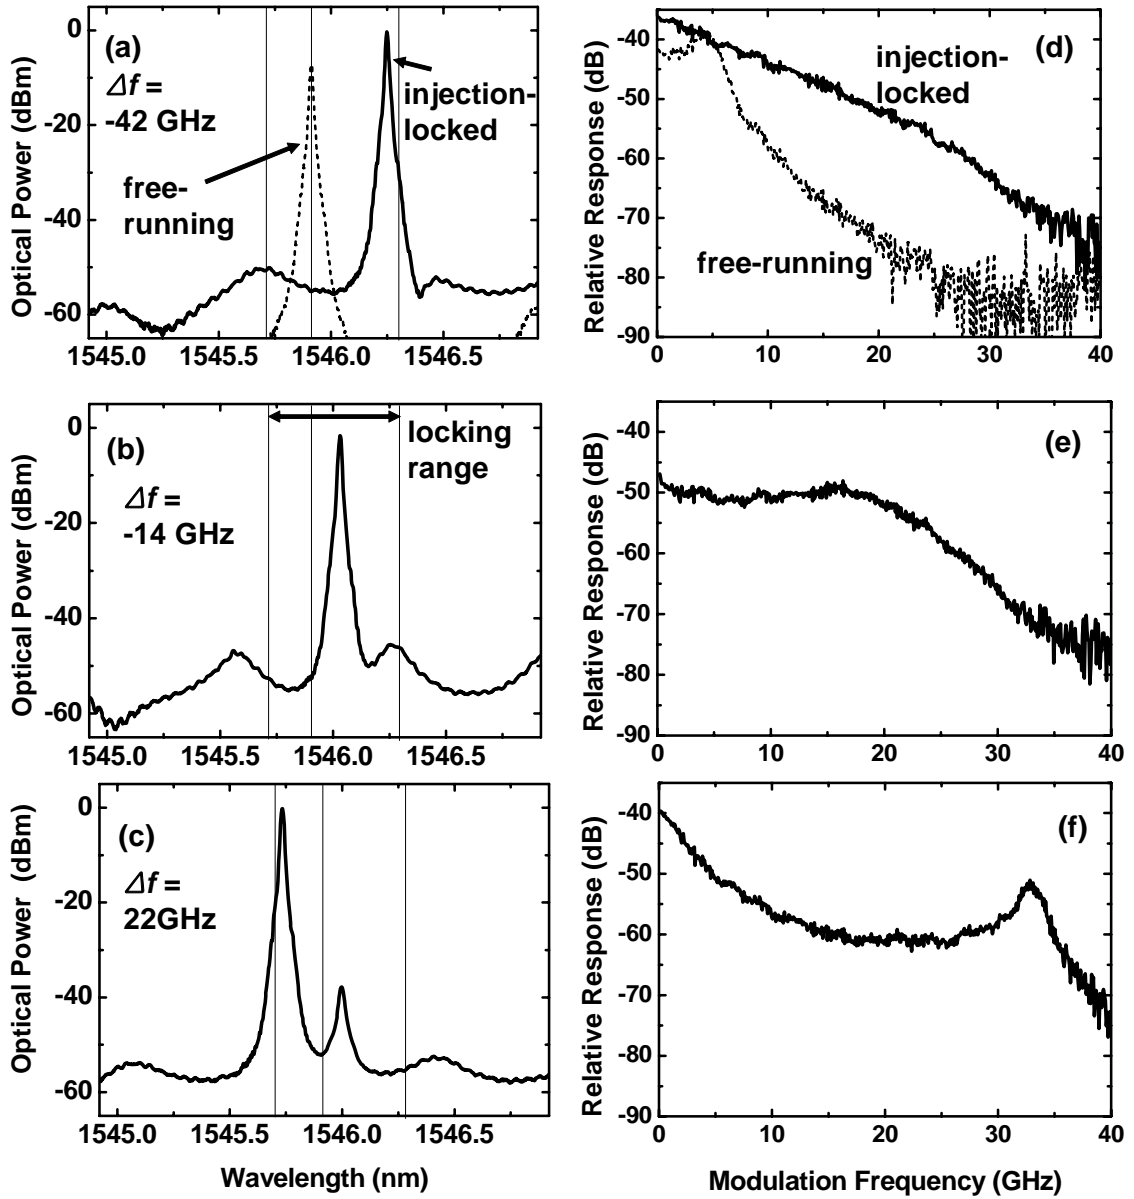 (a)
Δf =
-42 GHz
injection-
locked
free-
running
0
-20
-40
-60
Optical Power (dBm)
1545.0
1545.5
1546.0
1546.5
(d)
injection-
locked
free-running
-40
-50
-60
-70
-80
-90
Relative Response (dB)
0
10
20
30
40
(b)
Δf =
-14 GHz
locking
range
0
-20
-40
-60
Optical Power (dBm)
1545.0
1545.5
1546.0
1546.5
(e)
-40
-50
-60
-70
-80
-90
Relative Response (dB)
0
10
20
30
40
(c)
Δf =
22GHz
0
-20
-40
-60
Optical Power (dBm)
1545.0
1545.5
1546.0
1546.5
Wavelength (nm)
(f)
-40
-50
-60
-70
-80
-90
Relative Response (dB)
0
10
20
30
40
Modulation Frequency (GHz)